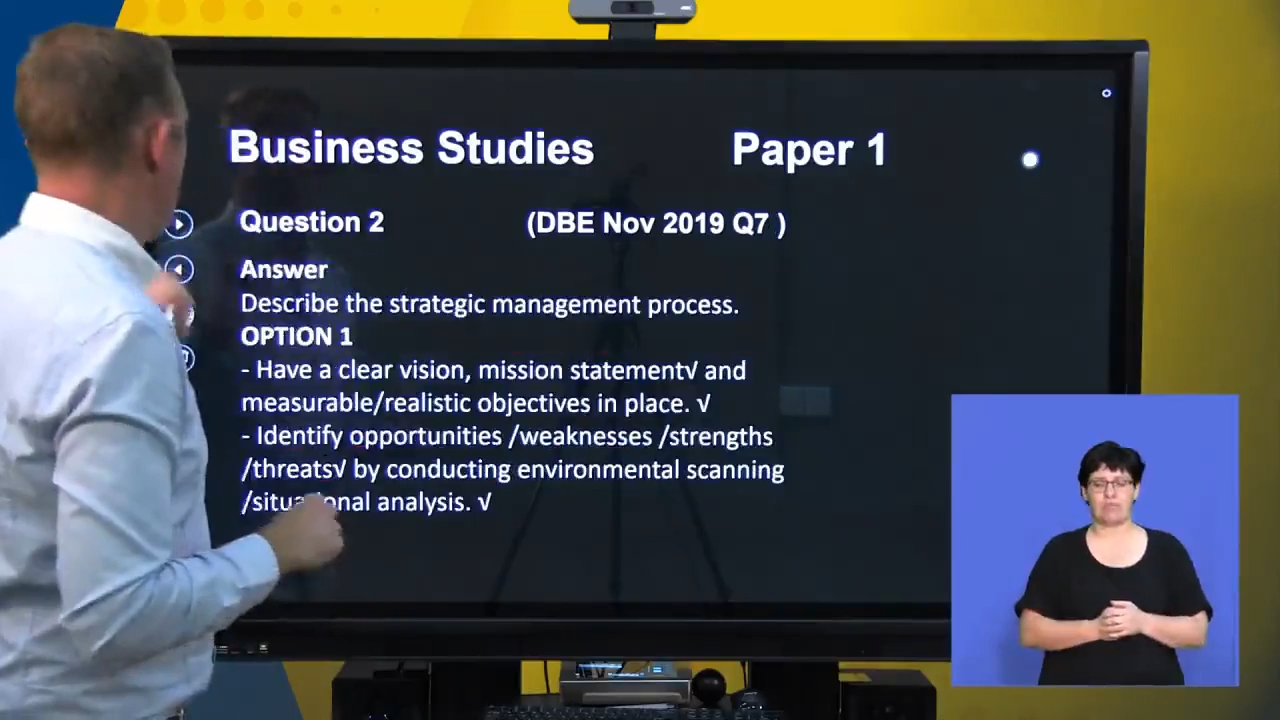 Business Studies Paper 1
Question 2 (DBE Nov 2019 Q7 )
Answer
Describe the strategic management process.
OPTION 1
- Have a clear vision, mission statement√ and
measurable/realistic objectives in place. √
- Identify opportunities /weaknesses /strengths
/threats√ by conducting environmental scanning
/situational analysis. √